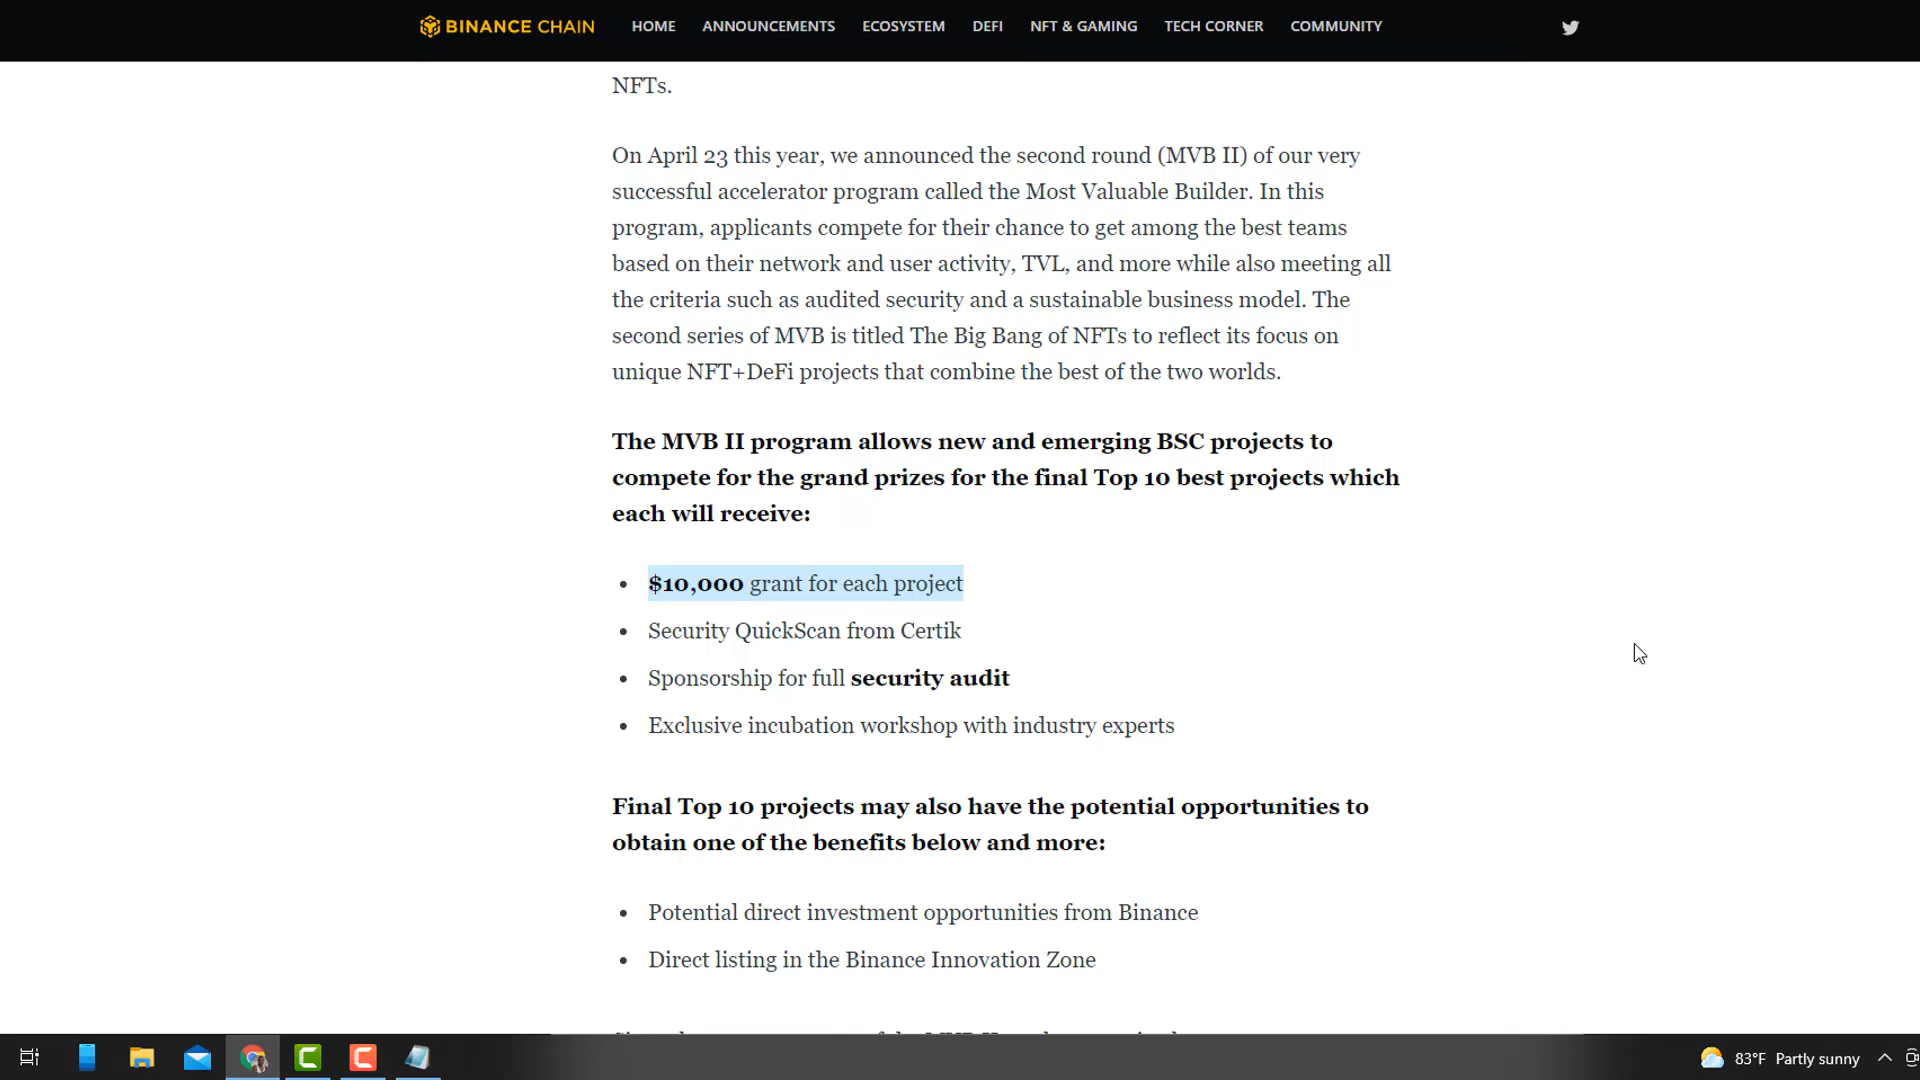 BINANCE CHAIN HOME ANNOUNCEMENTS ECOSYSTEM DEFI NFT & GAMING TECH CORNER COMMUNITY
NFTs.
On April 23 this year, we announced the second round (MVB II) of our very
successful accelerator program called the Most Valuable Builder. In this
program, applicants compete for their chance to get among the best teams
based on their network and user activity, TVL, and more while also meeting all
the criteria such as audited security and a sustainable business model. The
second series of MVB is titled The Big Bang of NFTs to reflect its focus on
unique NFT+DeFi projects that combine the best of the two worlds.
The MVB II program allows new and emerging BSC projects to
compete for the grand prizes for the final Top 10 best projects which
each will receive:
• $10,000 grant for each project
• Security QuickScan from Certik
• Sponsorship for full security audit
• Exclusive incubation workshop with industry experts
Final Top 10 projects may also have the potential opportunities to
obtain one of the benefits below and more:
• Potential direct investment opportunities from Binance
• Direct listing in the Binance Innovation Zone
83°F Partly sunny